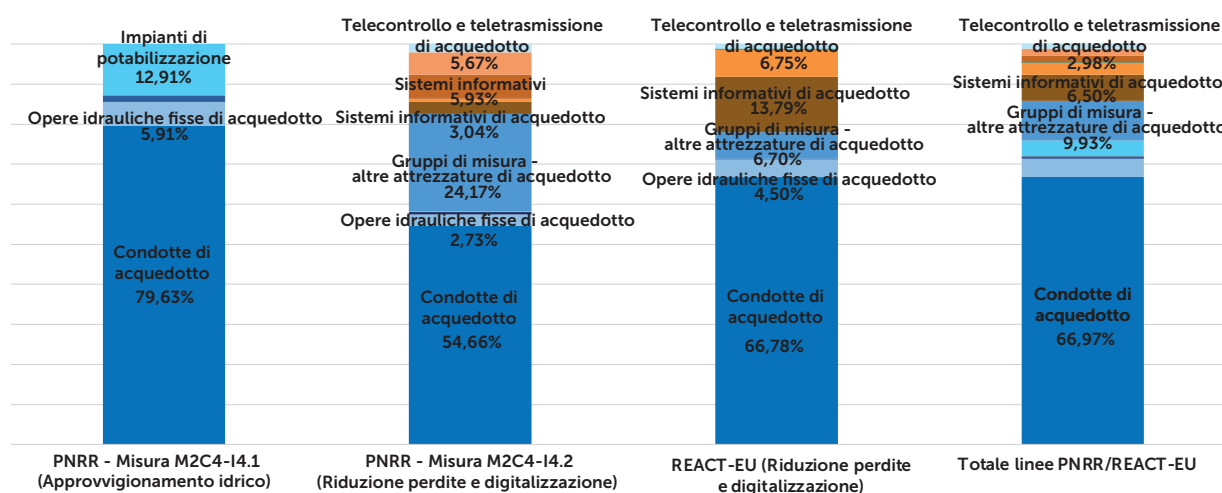 Impianti di
potabilizzazione
12,91%
Opere idrauliche fisse di acquedotto
5,91%
Condotte di
acquedotto
79,63%
PNRR - Misura M2C4-I4.1
(Approvvigionamento idrico)
Telecontrollo e teletrasmissione
di acquedotto
5,67%
Sistemi informativi
5,93%
Sistemi informativi di acquedotto
3,04%
Gruppi di misura -
altre attrezzature di acquedotto
24,17%
Opere idrauliche fisse di acquedotto
2,73%
Condotte di
acquedotto
54,66%
PNRR - Misura M2C4-I4.2
(Riduzione perdite e digitalizzazione)
Telecontrollo e teletrasmissione
di acquedotto
6,75%
Sistemi informativi di acquedotto
13,79%
Gruppi di misura -
altre attrezzature di acquedotto
6,70%
Opere idrauliche fisse di acquedotto
4,50%
Condotte di
acquedotto
66,78%
REACT-EU (Riduzione perdite
e digitalizzazione)
Telecontrollo e teletrasmissione
di acquedotto
2,98%
Sistemi informativi di acquedotto
6,50%
Gruppi di misura -
altre attrezzature di acquedotto
9,93%
Condotte di
acquedotto
66,97%
Totale linee PNRR/REACT-EU